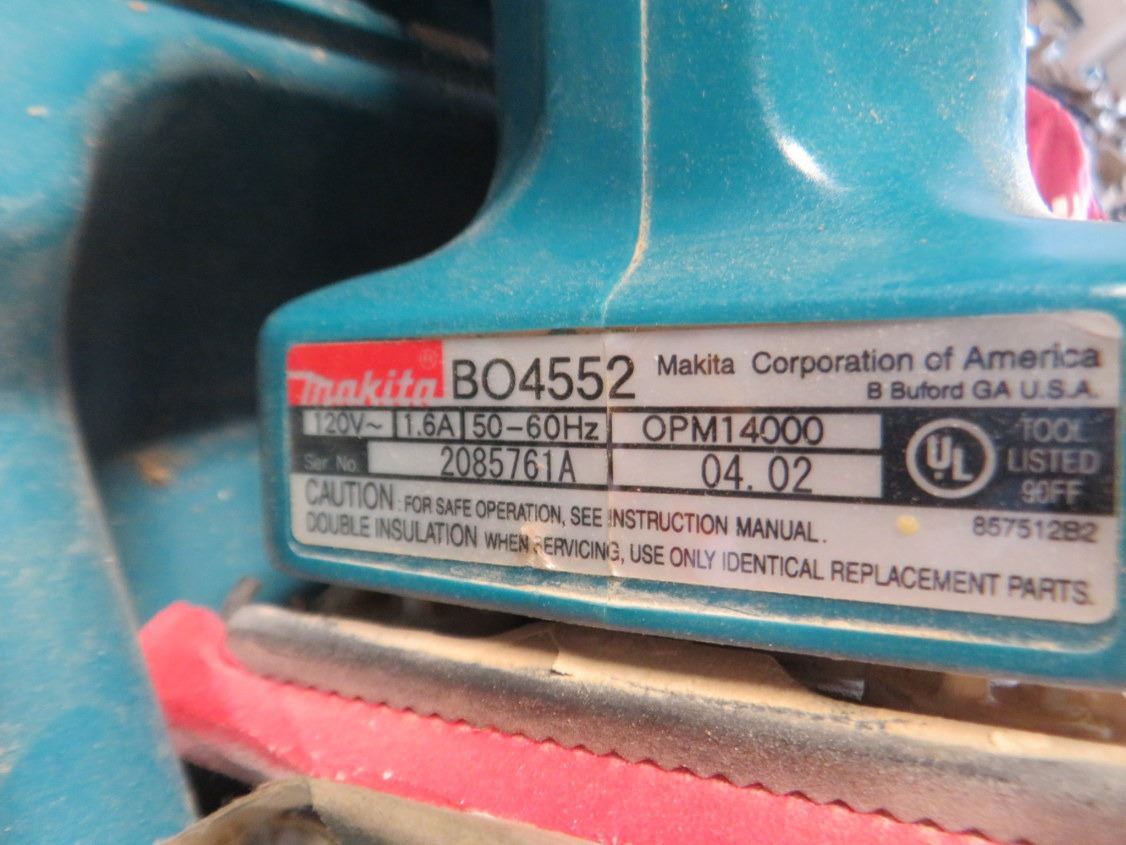 makita® BO4552 Makita Corporation of America
B Buford GA U.S.A.
120V~ 1.6A 50-60Hz OPM14000
Ser. No. 2085761A 04. 02
UL TOOL LISTED 90FF
CAUTION: FOR SAFE OPERATION, SEE INSTRUCTION MANUAL. 857512B2
DOUBLE INSULATION WHEN SERVICING, USE ONLY IDENTICAL REPLACEMENT PARTS.